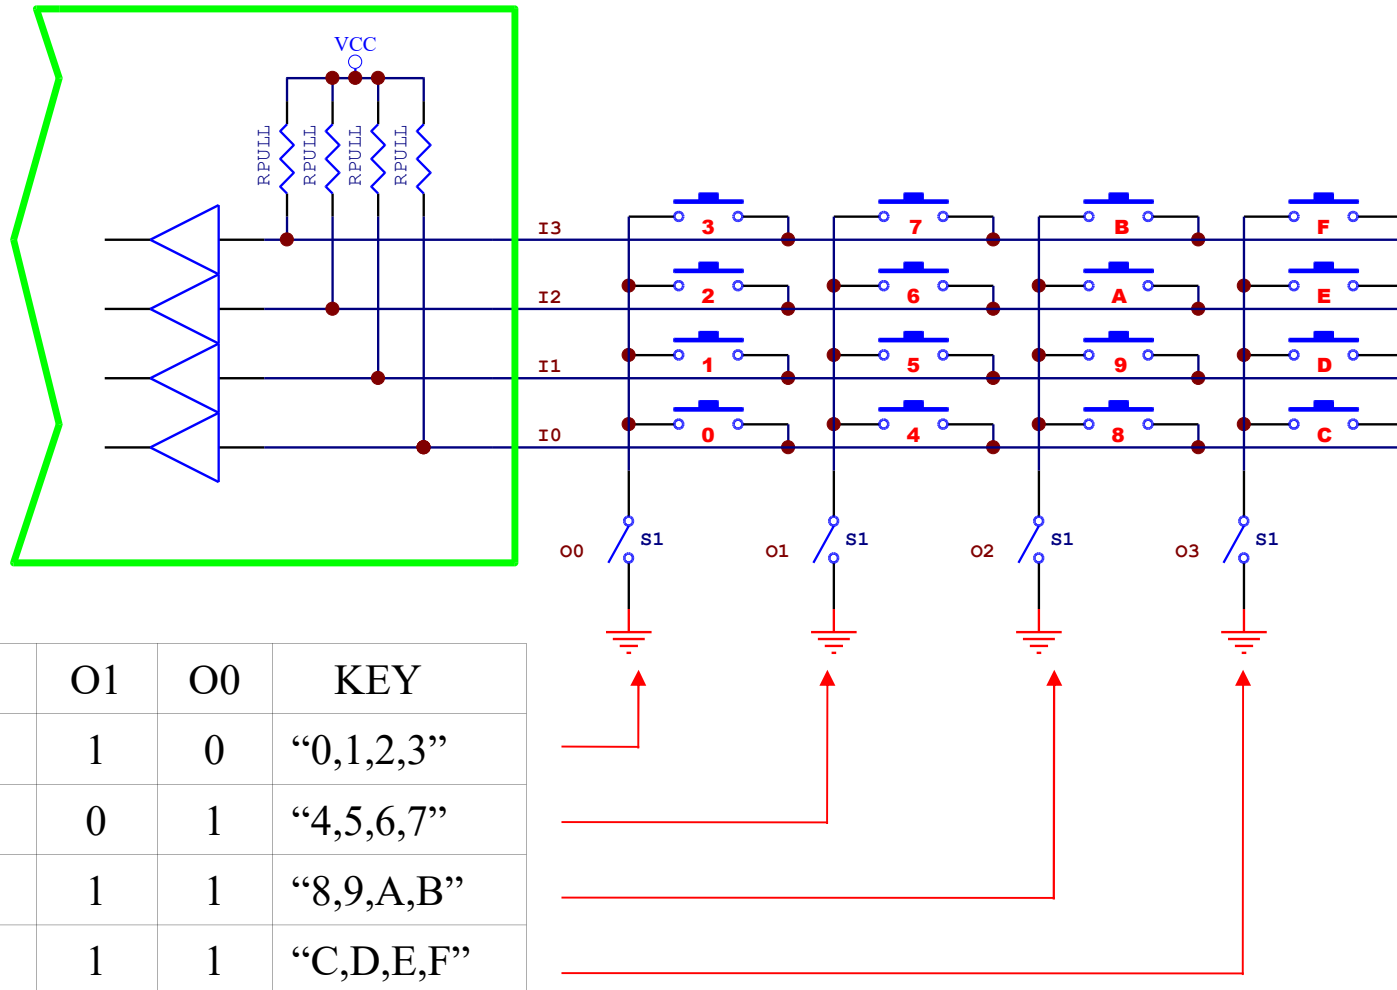 VCC
RPULL RPULL RPULL RPULL
I3 3 7 B F
I2 2 6 A E
I1 1 5 9 D
I0 0 4 8 C
O0 S1 O1 S1 O2 S1 O3 S1
O1 O0 KEY
1 0 “0,1,2,3”
0 1 “4,5,6,7”
1 1 “8,9,A,B”
1 1 “C,D,E,F”